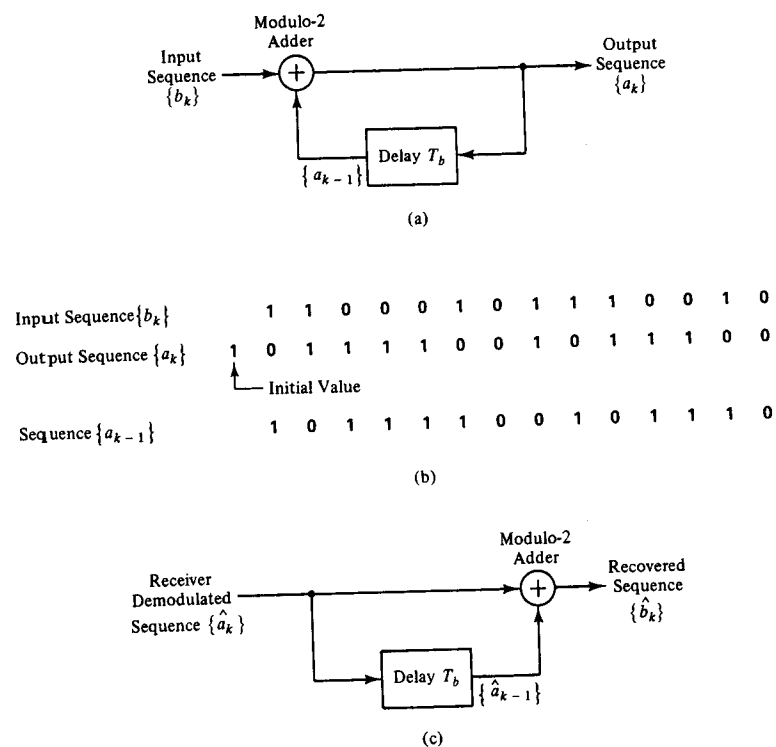 Modulo-2
Adder
Input
Sequence
{b_k}
+
Output
Sequence
{a_k}
Delay T_b
{a_{k-1}}
(a)
Input Sequence{b_k} 1 1 0 0 0 1 0 1 1 1 0 0 1 0
Output Sequence {a_k} 1 0 1 1 1 1 0 0 1 0 1 1 1 0 0
Initial Value
Sequence{a_{k-1}} 1 0 1 1 1 1 0 0 1 0 1 1 1 0
(b)
Modulo-2
Adder
Receiver
Demodulated
Sequence {â_k}
+
Recovered
Sequence
{b̂_k}
Delay T_b
{â_{k-1}}
(c)